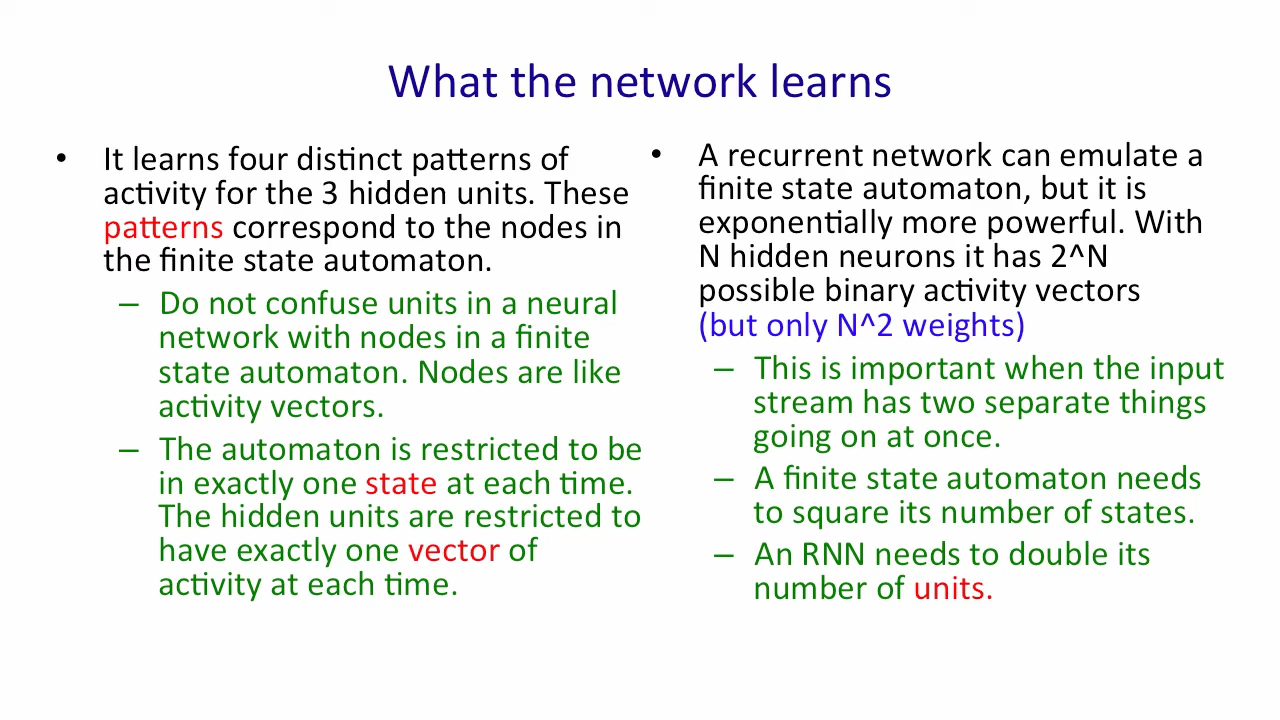 What the network learns
• It learns four distinct patterns of
activity for the 3 hidden units. These
patterns correspond to the nodes in
the finite state automaton.
– Do not confuse units in a neural
network with nodes in a finite
state automaton. Nodes are like
activity vectors.
– The automaton is restricted to be
in exactly one state at each time.
The hidden units are restricted to
have exactly one vector of
activity at each time.
• A recurrent network can emulate a
finite state automaton, but it is
exponentially more powerful. With
N hidden neurons it has 2^N
possible binary activity vectors
(but only N^2 weights)
– This is important when the input
stream has two separate things
going on at once.
– A finite state automaton needs
to square its number of states.
– An RNN needs to double its
number of units.